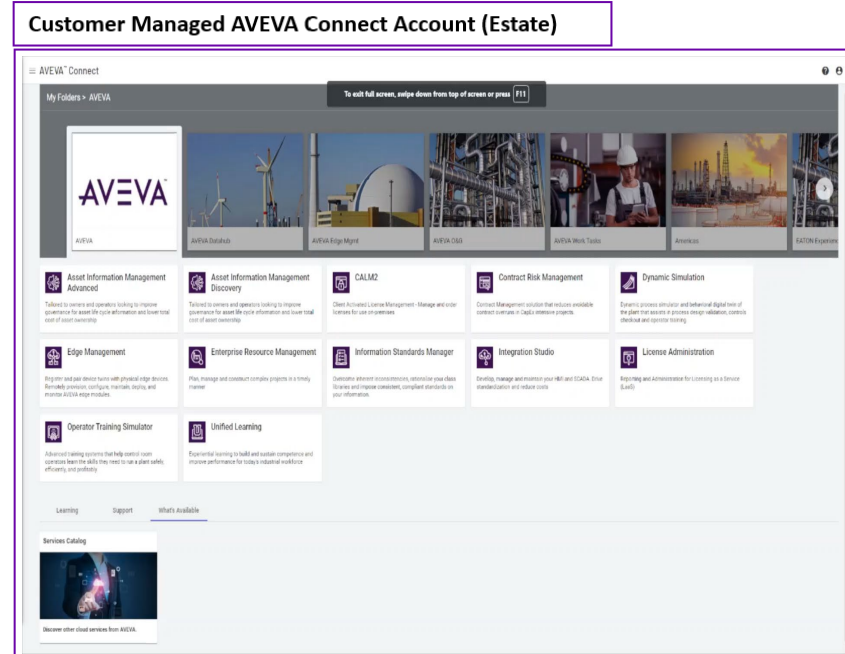 Customer Managed AVEVA Connect Account (Estate)
AVEVA™ Connect
My Folders > AVEVA
To exit full screen, swipe down from top of screen or press F11
AVEVA
AVEVA
AVEVA Datahub
AVEVA Edge Mgmt
AVEVA O&G
AVEVA Work Tasks
Americas
EATON Experien
Asset Information Management
Advanced
Tailored to owners and operators looking to improve
governance for asset life cycle information and lower total
cost of asset ownership
Asset Information Management
Discovery
Tailored to owners and operators looking to improve
governance for asset life cycle information and lower total
cost of asset ownership
CALM2
Client Activated License Management - Manage and order
licenses for use on-premises
Contract Risk Management
Contract Management solution that reduces avoidable
contract overruns in CapEx intensive projects.
Dynamic Simulation
Dynamic process simulator and behavioral digital twin of
the plant that assists in process design validation, controls
checkout and operator training
Edge Management
Register and pair device twins with physical edge devices.
Remotely provision, configure, maintain, deploy, and
monitor AVEVA edge modules.
Enterprise Resource Management
Plan, manage and construct complex projects in a timely
manner
Information Standards Manager
Overcome inherent inconsistencies, rationalise your class
libraries and impose consistent, compliant standards on
your information.
Integration Studio
Develop, manage and maintain your HMI and SCADA. Drive
standardization and reduce costs
License Administration
Reporting and Administration for Licensing as a Service
(LaaS)
Operator Training Simulator
Advanced training systems that help control room
operators learn the skills they need to run a plant safely,
efficiently, and profitably
Unified Learning
Experiential learning to build and sustain competence and
improve performance for today's industrial workforce
Learning Support What's Available
Services Catalog
Discover other cloud services from AVEVA.